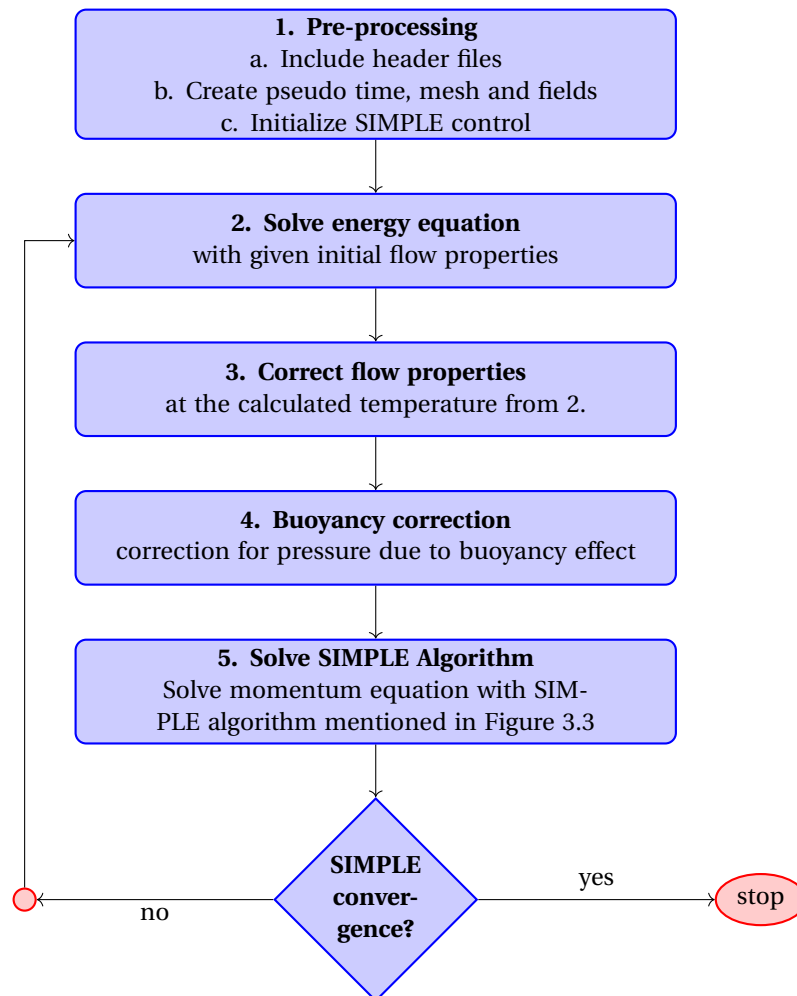 1. Pre-processing
a. Include header files
b. Create pseudo time, mesh and fields
c. Initialize SIMPLE control
2. Solve energy equation
with given initial flow properties
3. Correct flow properties
at the calculated temperature from 2.
4. Buoyancy correction
correction for pressure due to buoyancy effect
5. Solve SIMPLE Algorithm
Solve momentum equation with SIM-
PLE algorithm mentioned in Figure 3.3
SIMPLE
conver-
gence?
no
yes
stop